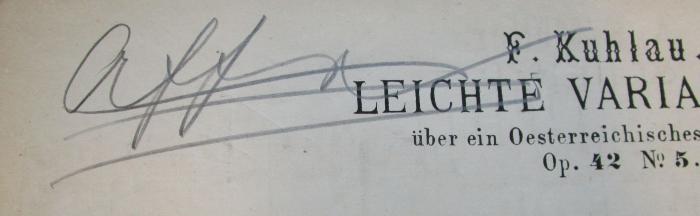 F. Kuhlau.
LEICHTE VARIA
über ein Oesterreichisches
Op. 42 No. 5.